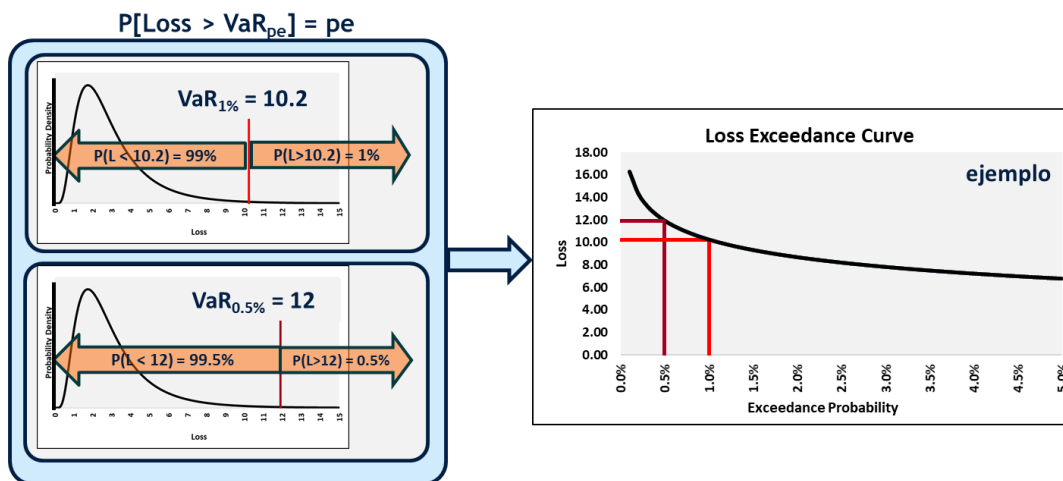 P[Loss > VaRpe] = pe
Probability Density
VaR1% = 10.2
P(L < 10.2) = 99%
P(L>10.2) = 1%
0 1 2 3 4 5 6 7 8 9 10 11 12 13 14 15
Loss
Probability Density
VaR0.5% = 12
P(L < 12) = 99.5%
P(L>12) = 0.5%
0 1 2 3 4 5 6 7 8 9 10 11 12 13 14 15
Loss
Loss Exceedance Curve
ejemplo
Loss
18.00
16.00
14.00
12.00
10.00
8.00
6.00
4.00
2.00
0.00
0.0% 0.5% 1.0% 1.5% 2.0% 2.5% 3.0% 3.5% 4.0% 4.5% 5.0%
Exceedance Probability